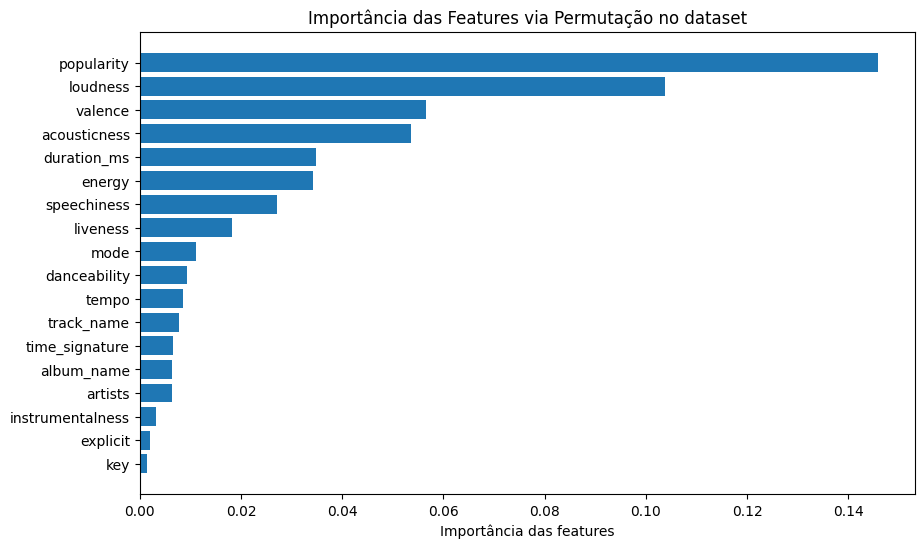 Importância das Features via Permutação no dataset
popularity
loudness
valence
acousticness
duration_ms
energy
speechiness
liveness
mode
danceability
tempo
track_name
time_signature
album_name
artists
instrumentalness
explicit
key
0.00 0.02 0.04 0.06 0.08 0.10 0.12 0.14
Importância das features